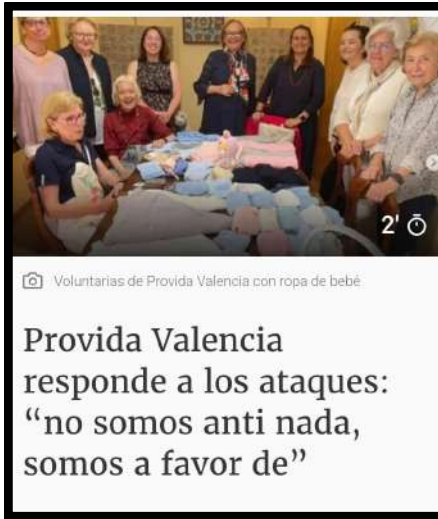 2'
Voluntarias de Provida Valencia con ropa de bebé
Provida Valencia
responde a los ataques:
“no somos anti nada,
somos a favor de”